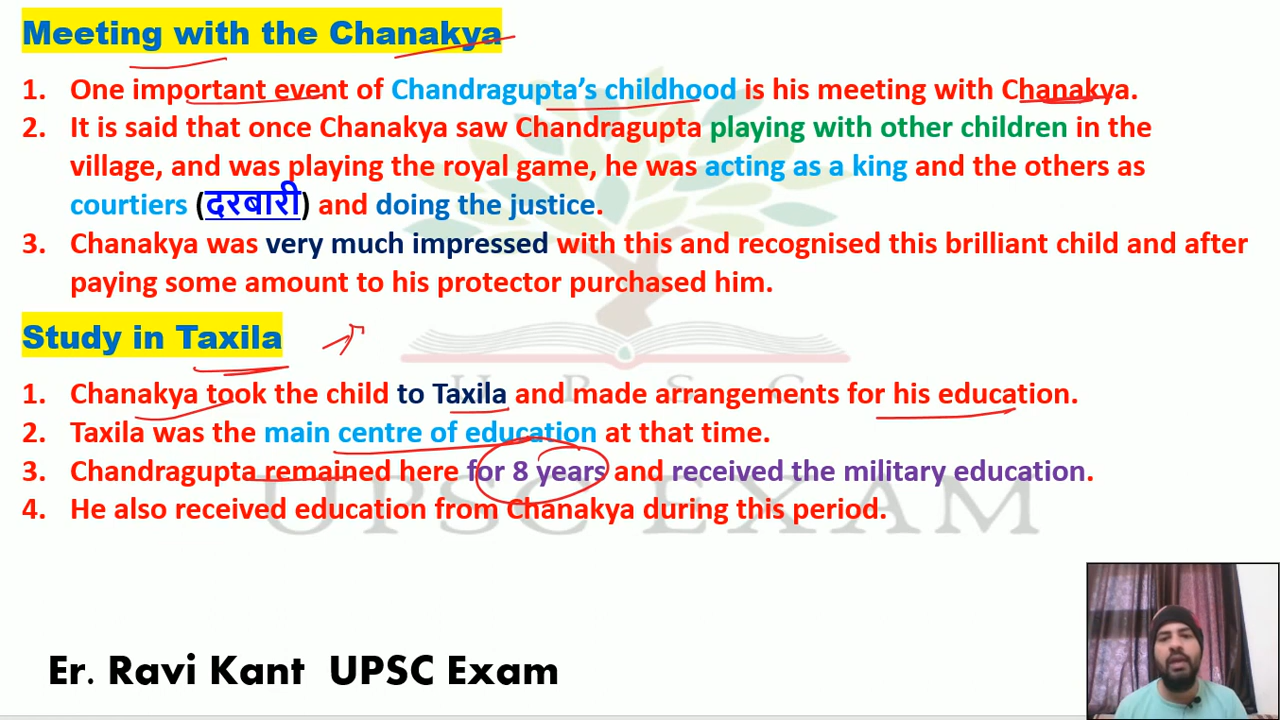 Meeting with the Chanakya
1. One important event of Chandragupta's childhood is his meeting with Chanakya.
2. It is said that once Chanakya saw Chandragupta playing with other children in the
village, and was playing the royal game, he was acting as a king and the others as
courtiers (दरबारी) and doing the justice.
3. Chanakya was very much impressed with this and recognised this brilliant child and after
paying some amount to his protector purchased him.
Study in Taxila
1. Chanakya took the child to Taxila and made arrangements for his education.
2. Taxila was the main centre of education at that time.
3. Chandragupta remained here for 8 years and received the military education.
4. He also received education from Chanakya during this period.
UPSC
UPSC EXAM
Er. Ravi Kant UPSC Exam